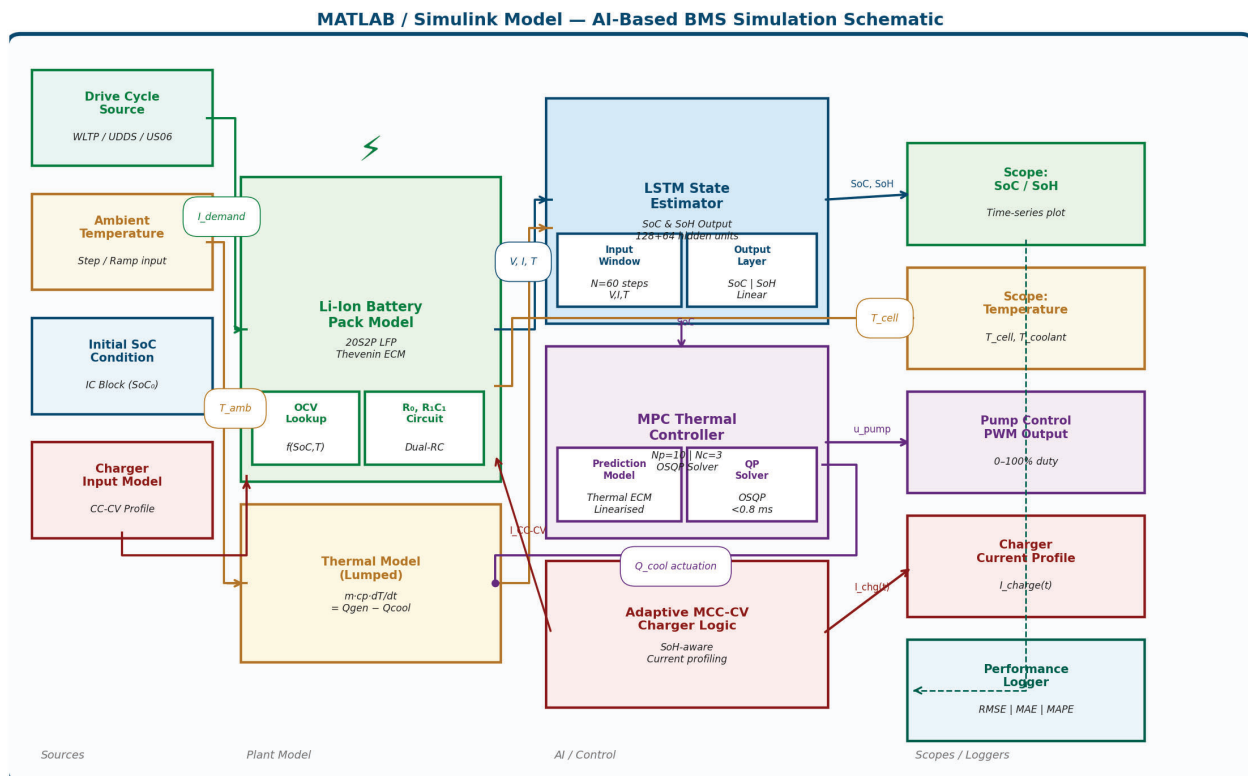 MATLAB / Simulink Model — AI-Based BMS Simulation Schematic
Drive Cycle
Source
WLTP / UDDS / US06
Ambient
Temperature
Step / Ramp input
Initial SoC
Condition
IC Block (SoC₀)
Charger
Input Model
CC-CV Profile
I_demand
T_amb
⚡
Li-Ion Battery
Pack Model
20S2P LFP
Thevenin ECM
OCV
Lookup
f(SoC,T)
R₀, R₁C₁
Circuit
Dual-RC
Thermal Model
(Lumped)
m·cp·dT/dt
= Qgen − Qcool
V, I, T
I_CC-CV
LSTM State
Estimator
SoC & SoH Output
128+64 hidden units
Input
Window
N=60 steps
V,I,T
Output
Layer
SoC | SoH
Linear
SoC
MPC Thermal
Controller
Np=10 | Nc=3
OSQP Solver
Prediction
Model
Thermal ECM
Linearised
QP
Solver
OSQP
<0.8 ms
Q_cool actuation
Adaptive MCC-CV
Charger Logic
SoH-aware
Current profiling
SoC, SoH
T_cell
u_pump
I_chg(t)
Scope:
SoC / SoH
Time-series plot
Scope:
Temperature
T_cell, T_coolant
Pump Control
PWM Output
0–100% duty
Charger
Current Profile
I_charge(t)
Performance
Logger
RMSE | MAE | MAPE
Sources
Plant Model
AI / Control
Scopes / Loggers